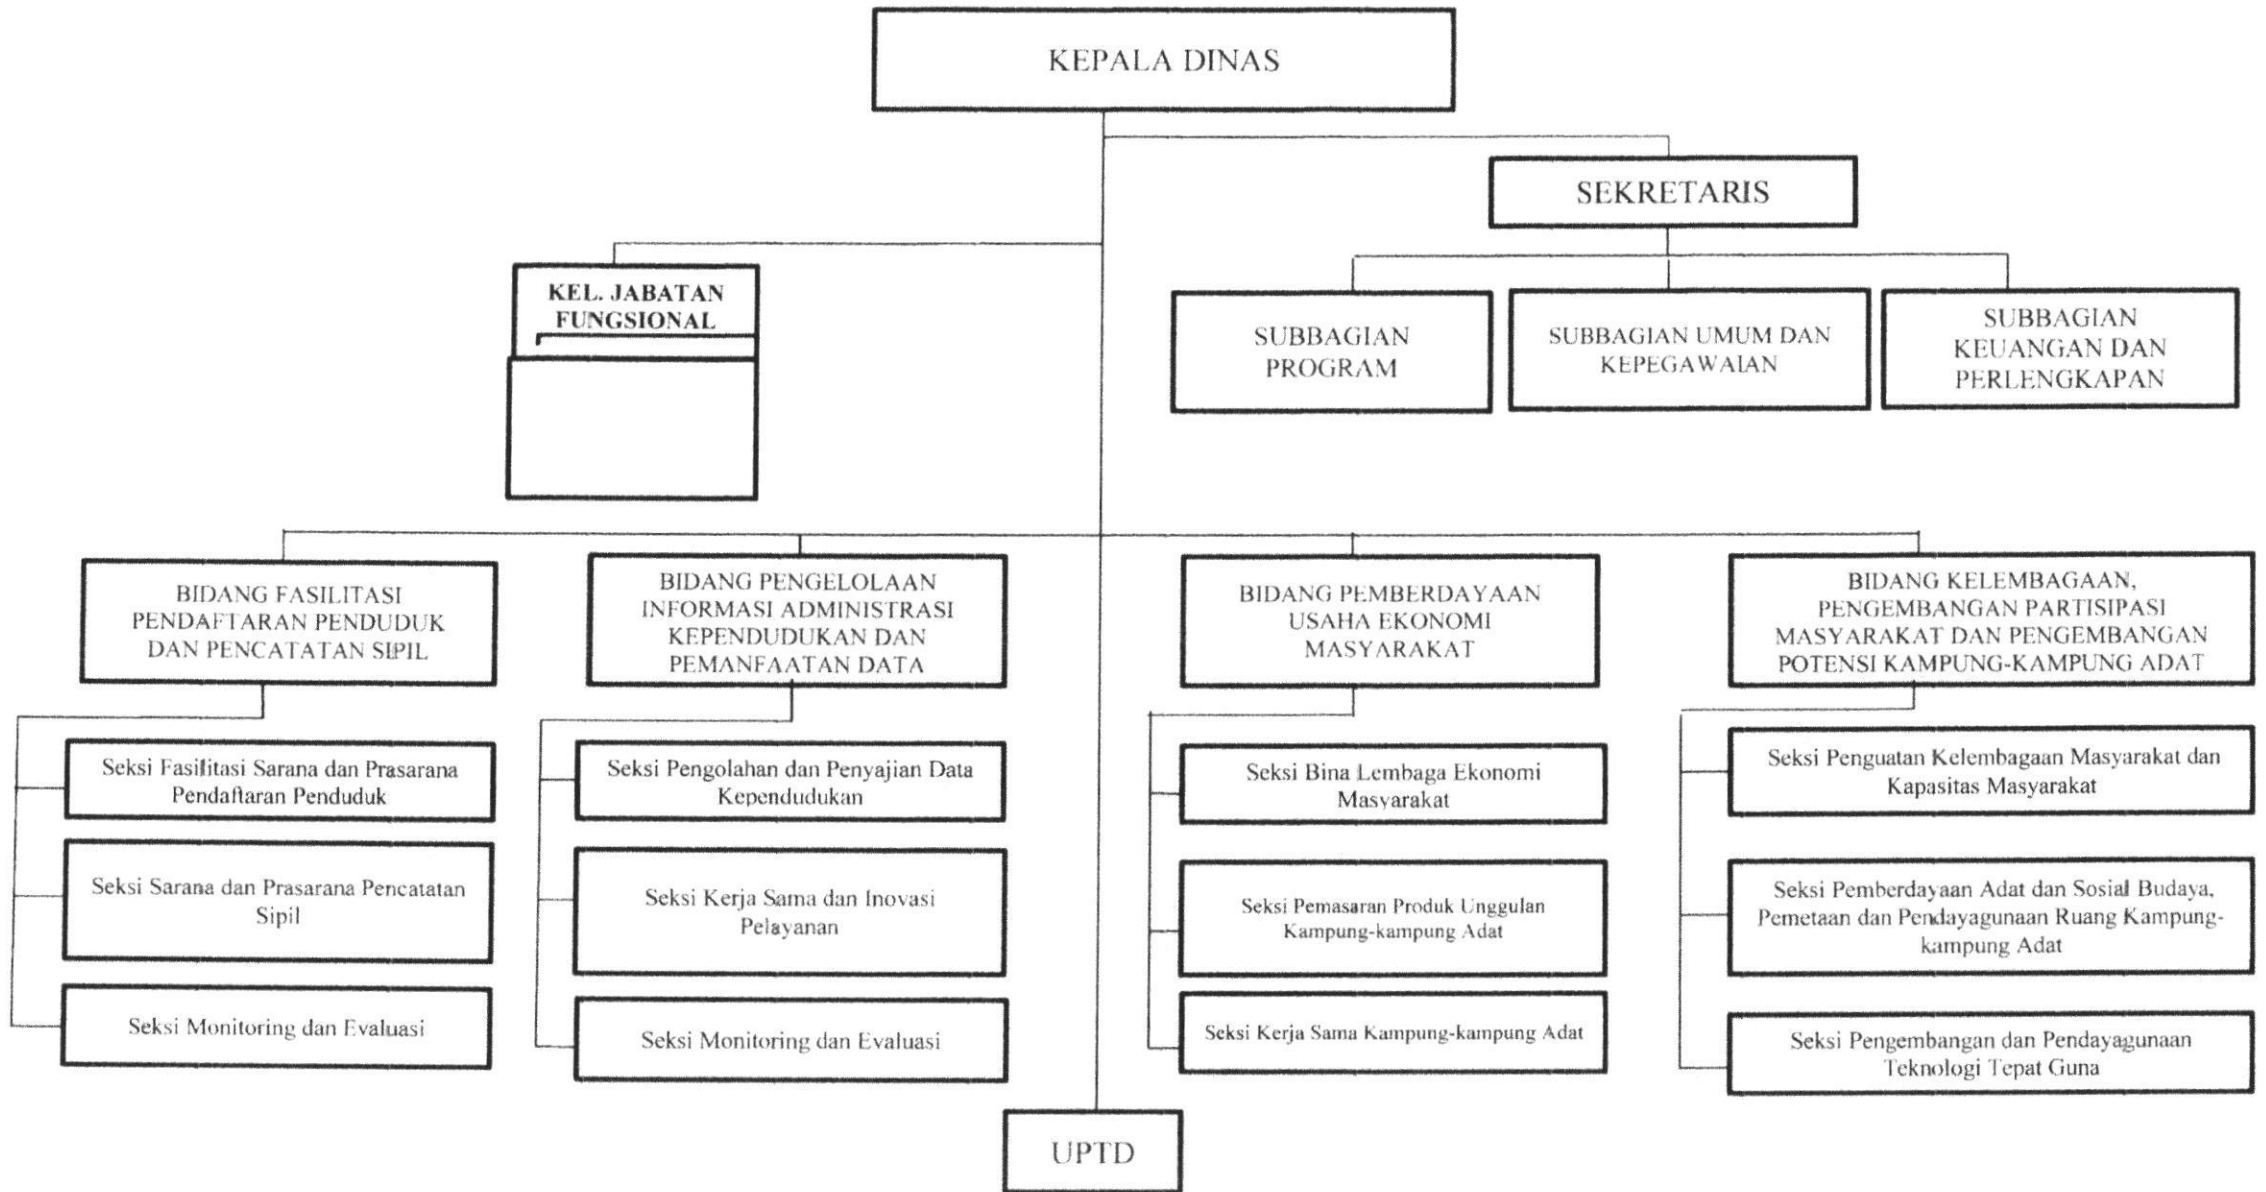 KEPALA DINAS
SEKRETARIS
KEL. JABATAN
FUNGSIONAL
SUBBAGIAN
PROGRAM
SUBBAGIAN UMUM DAN
KEPEGAWAIAN
SUBBAGIAN
KEUANGAN DAN
PERLENGKAPAN
BIDANG FASILITASI
PENDAFTARAN PENDUDUK
DAN PENCATATAN SIPIL
BIDANG PENGELOLAAN
INFORMASI ADMINISTRASI
KEPENDUDUKAN DAN
PEMANFAATAN DATA
BIDANG PEMBERDAYAAN
USAHA EKONOMI
MASYARAKAT
BIDANG KELEMBAGAAN,
PENGEMBANGAN PARTISIPASI
MASYARAKAT DAN PENGEMBANGAN
POTENSI KAMPUNG-KAMPUNG ADAT
Seksi Fasilitasi Sarana dan Prasarana
Pendaftaran Penduduk
Seksi Sarana dan Prasarana Pencatatan
Sipil
Seksi Monitoring dan Evaluasi
Seksi Pengolahan dan Penyajian Data
Kependudukan
Seksi Kerja Sama dan Inovasi
Pelayanan
Seksi Monitoring dan Evaluasi
Seksi Bina Lembaga Ekonomi
Masyarakat
Seksi Pemasaran Produk Unggulan
Kampung-kampung Adat
Seksi Kerja Sama Kampung-kampung Adat
Seksi Penguatan Kelembagaan Masyarakat dan
Kapasitas Masyarakat
Seksi Pemberdayaan Adat dan Sosial Budaya,
Pemetaan dan Pendayagunaan Ruang Kampung-
kampung Adat
Seksi Pengembangan dan Pendayagunaan
Teknologi Tepat Guna
UPTD